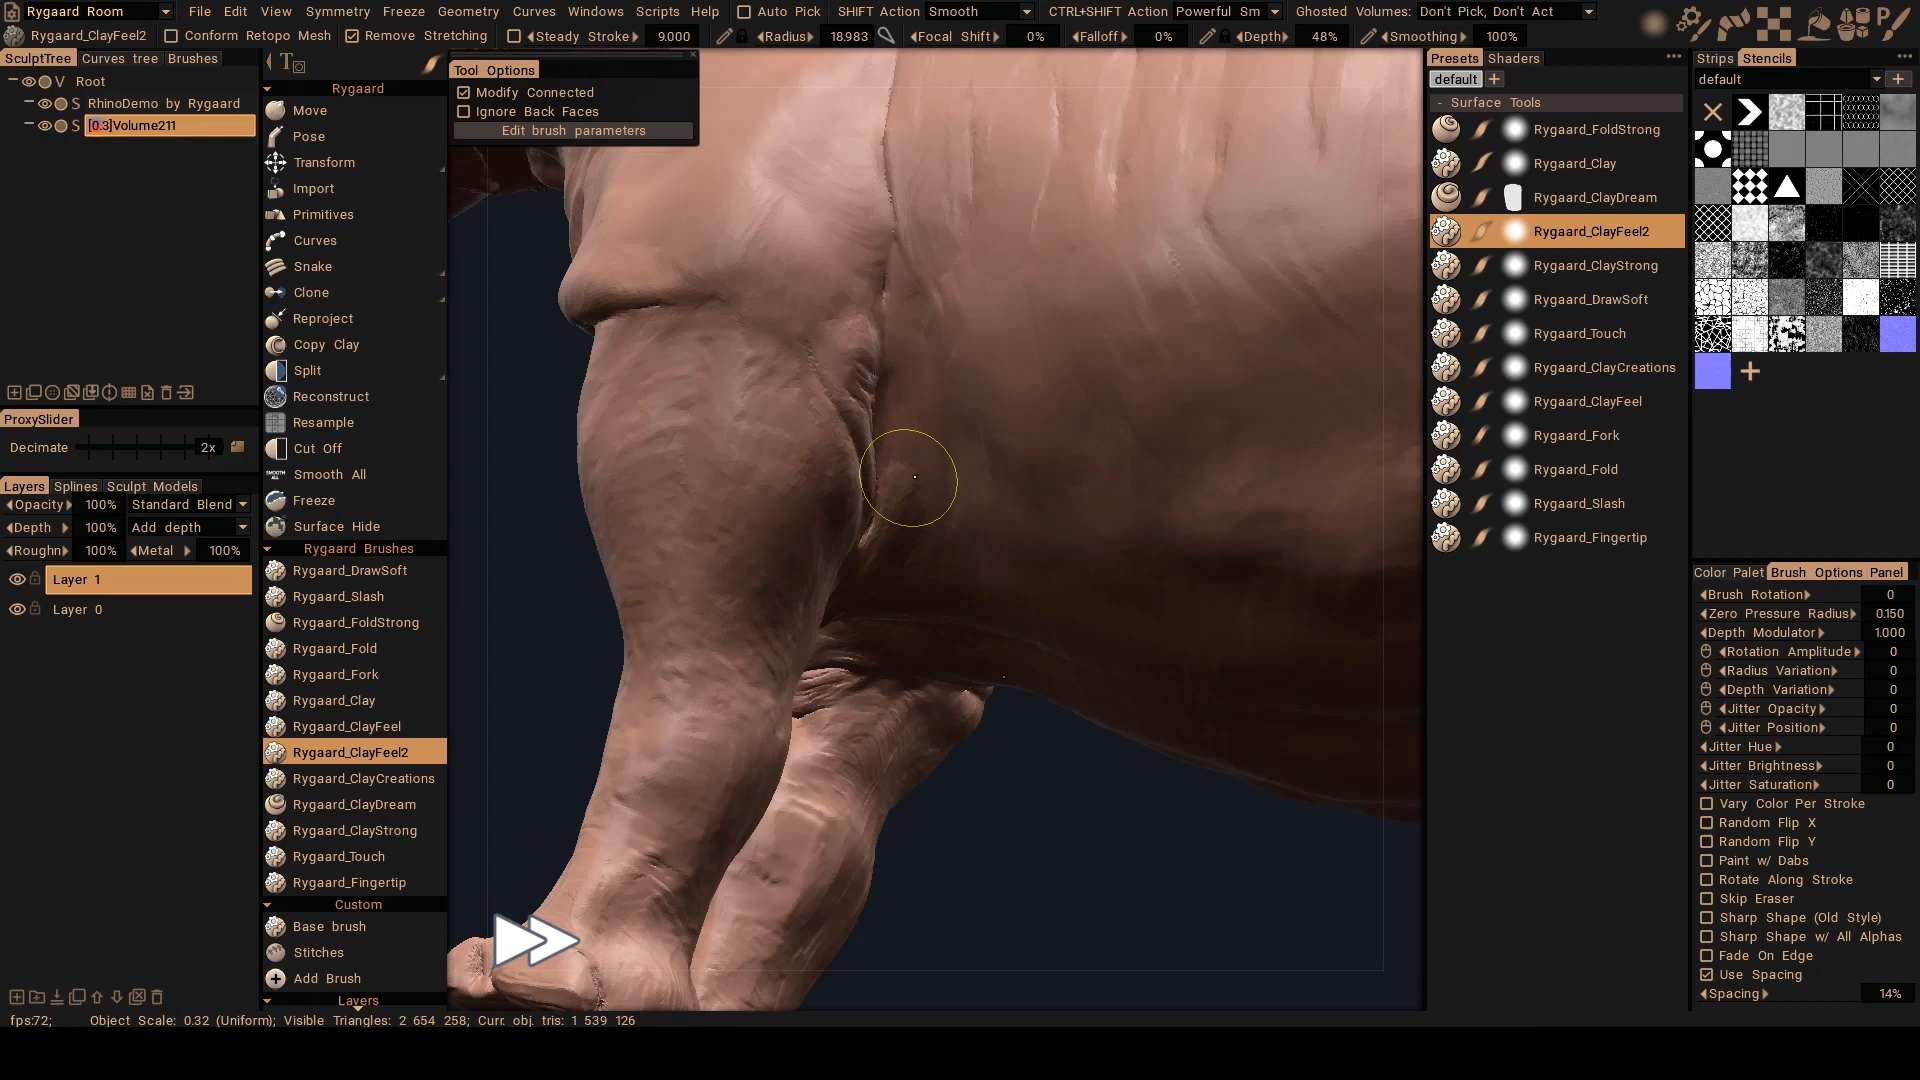 Rygaard Room File Edit View Symmetry Freeze Geometry Curves Windows Scripts Help Auto Pick SHIFT Action Smooth CTRL+SHIFT Action Powerful Sm Ghosted Volumes: Don't Pick, Don't Act
Rygaard_ClayFeel2 Conform Retopo Mesh Remove Stretching Steady Stroke 9.000 Radius 18.983 Focal Shift 0% Falloff 0% Depth 48% Smoothing 100%
SculptTree Curves tree Brushes
V Root
S RhinoDemo by Rygaard
S [0.3]Volume211
ProxySlider
Decimate 2x
Layers Splines Sculpt Models
Opacity 100% Standard Blend
Depth 100% Add depth
Roughn 100% Metal 100%
Layer 1
Layer 0
Rygaard
Move
Pose
Transform
Import
Primitives
Curves
Snake
Clone
Reproject
Copy Clay
Split
Reconstruct
Resample
Cut Off
SMOOTH ALL Smooth All
Freeze
Surface Hide
Rygaard Brushes
Rygaard_DrawSoft
Rygaard_Slash
Rygaard_FoldStrong
Rygaard_Fold
Rygaard_Fork
Rygaard_Clay
Rygaard_ClayFeel
Rygaard_ClayFeel2
Rygaard_ClayCreations
Rygaard_ClayDream
Rygaard_ClayStrong
Rygaard_Touch
Rygaard_Fingertip
Custom
Base brush
Stitches
Add Brush
Layers
Tool Options
Modify Connected
Ignore Back Faces
Edit brush parameters
Presets Shaders
default
- Surface Tools
Rygaard_FoldStrong
Rygaard_Clay
Rygaard_ClayDream
Rygaard_ClayFeel2
Rygaard_ClayStrong
Rygaard_DrawSoft
Rygaard_Touch
Rygaard_ClayCreations
Rygaard_ClayFeel
Rygaard_Fork
Rygaard_Fold
Rygaard_Slash
Rygaard_Fingertip
Strips Stencils
default
Color Palet Brush Options Panel
Brush Rotation 0
Zero Pressure Radius 0.150
Depth Modulator 1.000
Rotation Amplitude 0
Radius Variation 0
Depth Variation 0
Jitter Opacity 0
Jitter Position 0
Jitter Hue 0
Jitter Brightness 0
Jitter Saturation 0
Vary Color Per Stroke
Random Flip X
Random Flip Y
Paint w/ Dabs
Rotate Along Stroke
Skip Eraser
Sharp Shape (Old Style)
Sharp Shape w/ All Alphas
Fade On Edge
Use Spacing
Spacing 14%
fps:72; Object Scale: 0.32 (Uniform); Visible Triangles: 2 654 258; Curr. obj. tris: 1 539 126